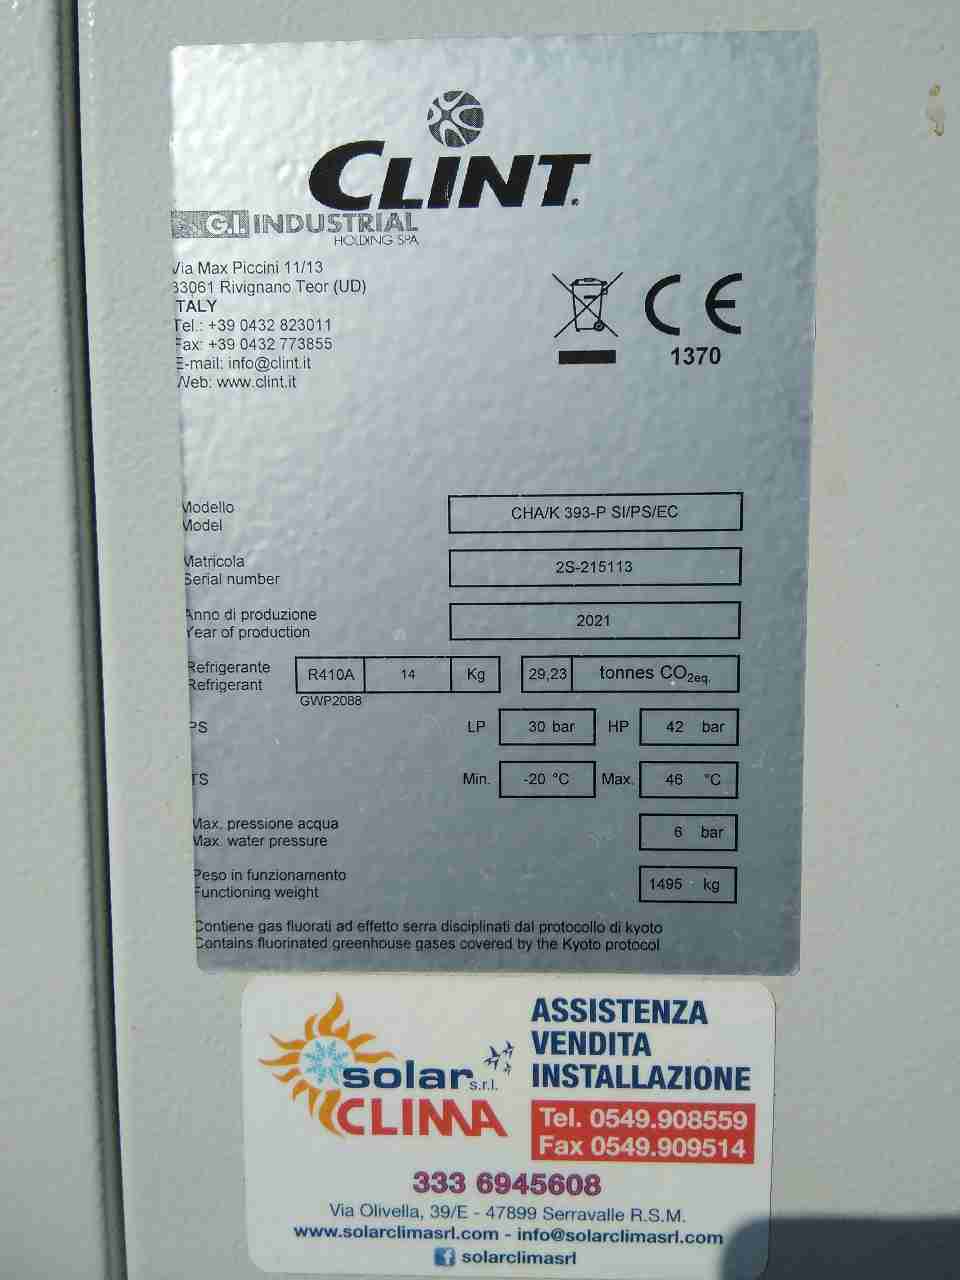 CLINT
G.I. INDUSTRIAL
HOLDING SPA
Via Max Piccini 11/13
33061 Rivignano Teor (UD)
ITALY
Tel.: +39 0432 823011
Fax: +39 0432 773855
E-mail: info@clint.it
Web: www.clint.it
CE
1370
Modello
Model
CHA/K 393-P SI/PS/EC
Matricola
Serial number
2S-215113
Anno di produzione
Year of production
2021
Refrigerante
Refrigerant
R410A 14 Kg 29,23 tonnes CO2eq.
GWP2088
PS LP 30 bar HP 42 bar
TS Min. -20 °C Max. 46 °C
Max. pressione acqua
Max. water pressure
6 bar
Peso in funzionamento
Functioning weight
1495 kg
Contiene gas fluorati ad effetto serra disciplinati dal protocollo di kyoto
Contains fluorinated greenhouse gases covered by the Kyoto protocol
solar s.r.l.
CLIMA
ASSISTENZA
VENDITA
INSTALLAZIONE
Tel. 0549.908559
Fax 0549.909514
333 6945608
Via Olivella, 39/E - 47899 Serravalle R.S.M.
www.solarclimasrl.com - info@solarclimasrl.com
f solarclimasrl